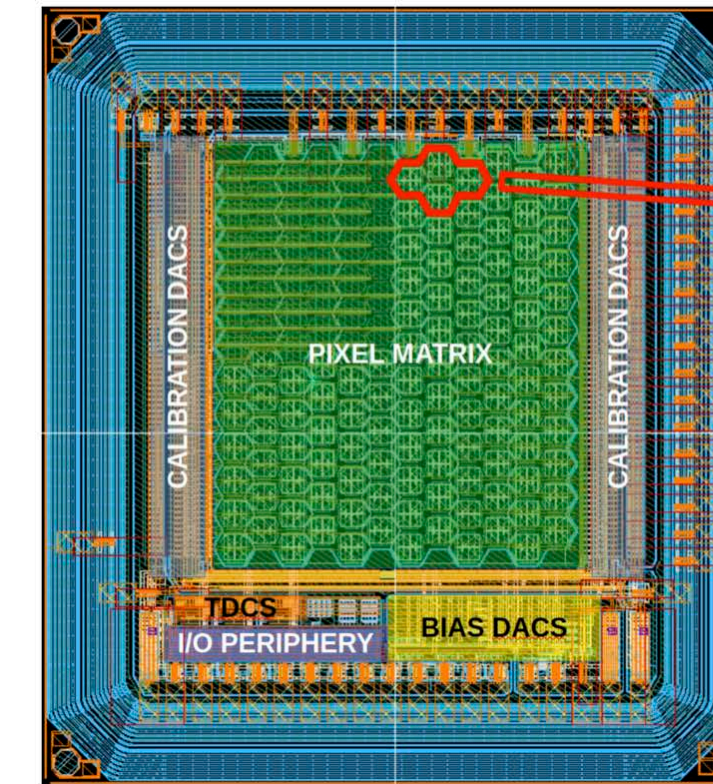 CALIBRATION DACS
CALIBRATION DACS
PIXEL MATRIX
TDCS
I/O PERIPHERY
BIAS DACS